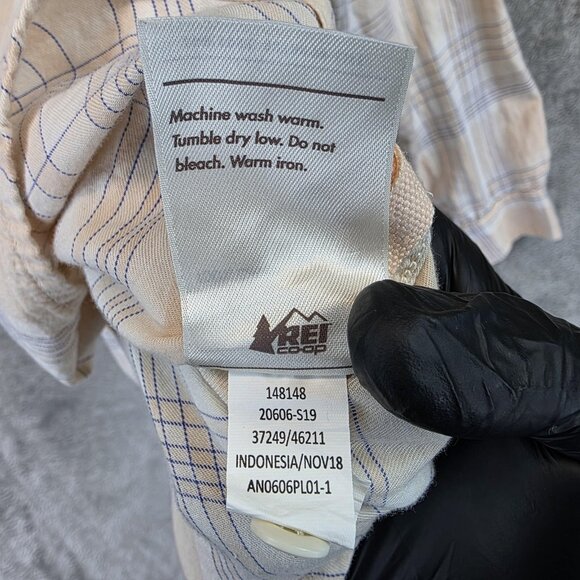 Machine wash warm.
Tumble dry low. Do not
bleach. Warm iron.
REI
CO·OP
148148
20606-S19
37249/46211
INDONESIA/NOV18
AN0606PL01-1